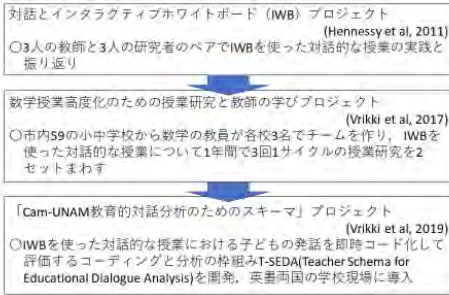 対話とインタラクティブホワイトボード（IWB）プロジェクト
(Hennessy et al, 2011)
〇3人の教師と3人の研究者のペアでIWBを使った対話的な授業の実践と
振り返り
数学授業高度化のための授業研究と教師の学びプロジェクト
(Vrikki et al, 2017)
〇市内59の小中学校から数学の教員が各校3名でチームを作り， IWBを
使った対話的な授業について1年間で3回1サイクルの授業研究を2
セットまわす
「Cam-UNAM教育的対話分析のためのスキーマ」プロジェクト
(Vrikki et al, 2019)
〇IWBを使った対話的な授業における子どもの発話を即時コード化して
評価するコーディングと分析の枠組みT-SEDA(Teacher Schema for
Educational Dialogue Analysis)を開発，英墨両国の学校現場に導入